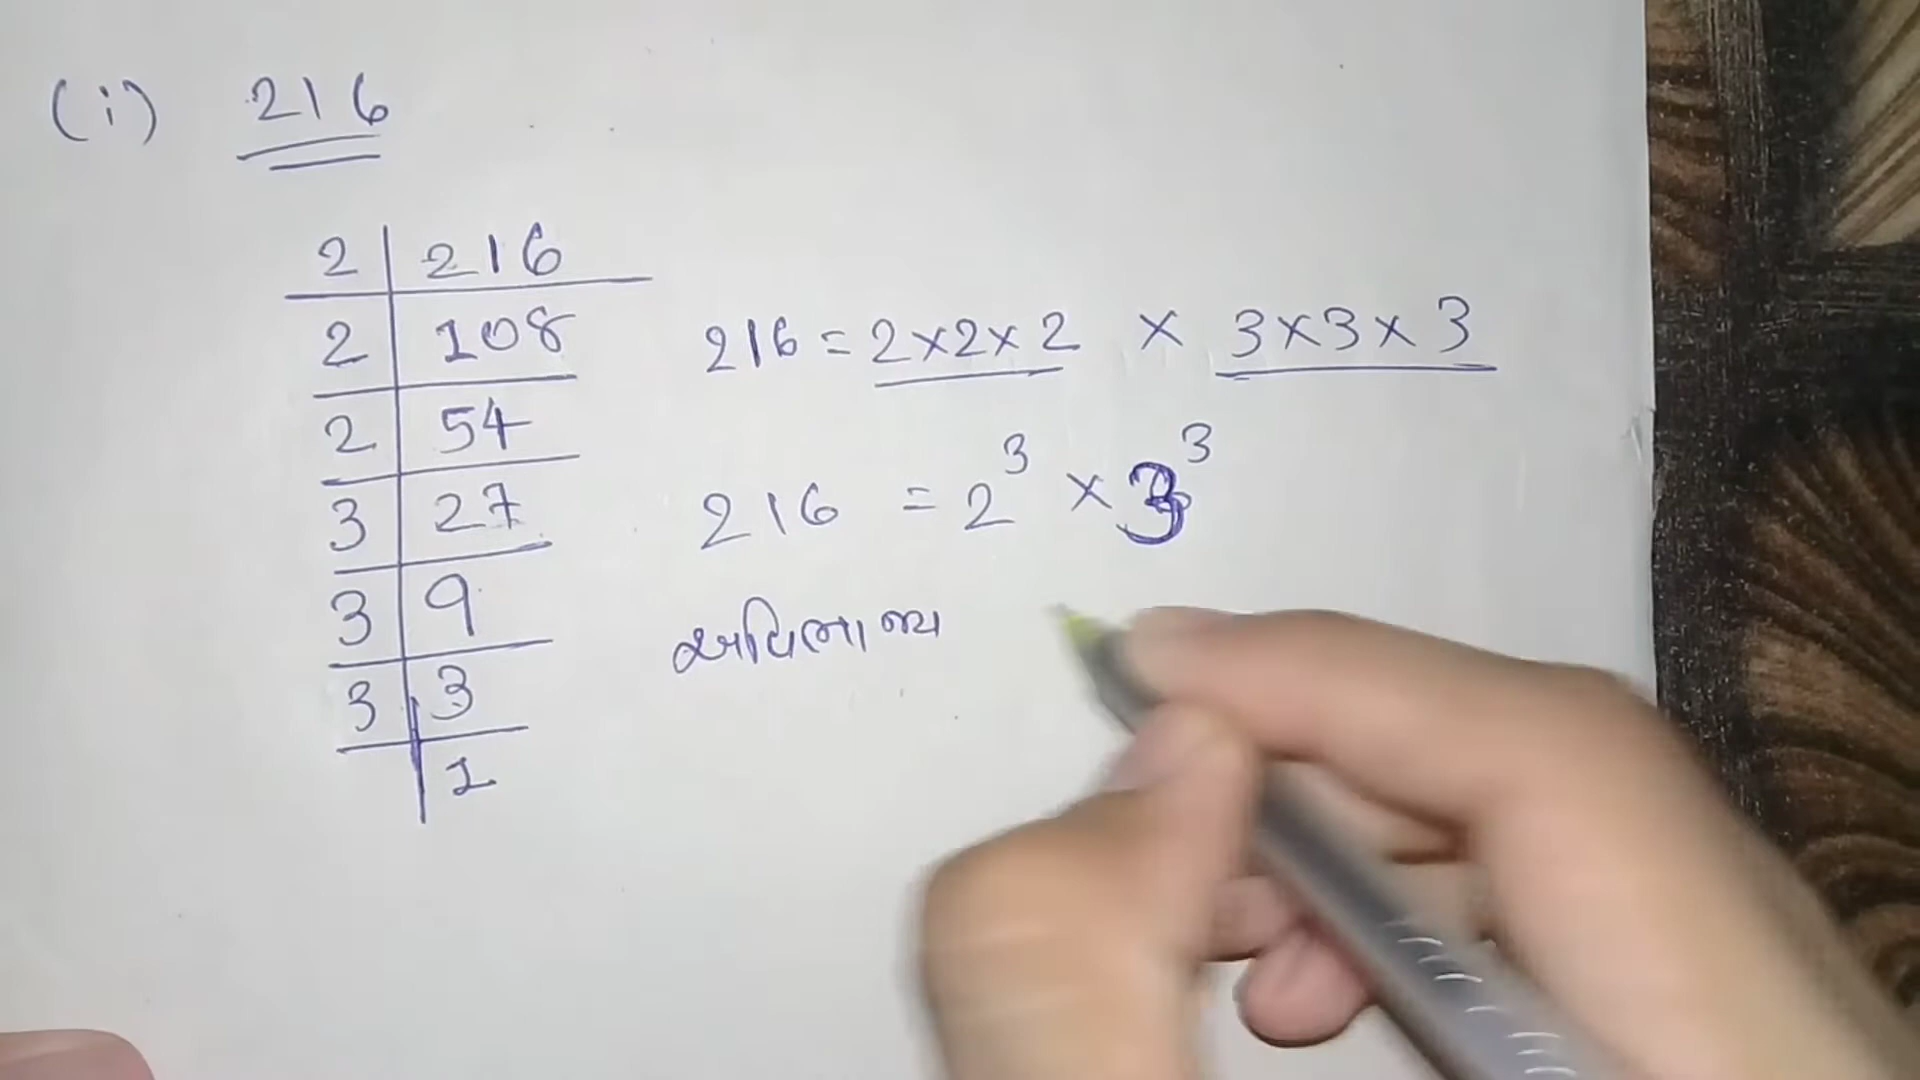 (i) 216
2 | 216
2 | 108
2 | 54
3 | 27
3 | 9
3 | 3
1
216 = 2×2×2 × 3×3×3
216 = 2³ × 3³
અવિભાજ્ય